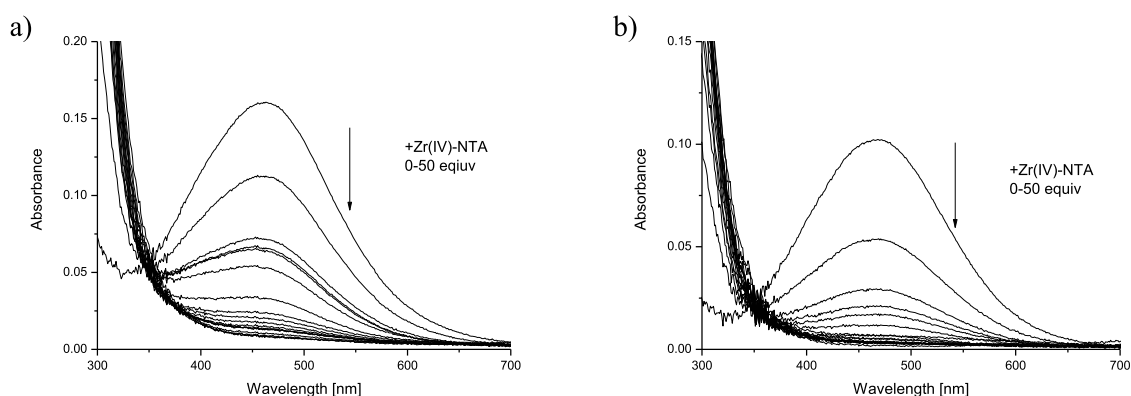 a)
0.20
0.15
0.10
0.05
0.00
Absorbance
+Zr(IV)-NTA
0-50 eqiuv
300
400
500
600
700
Wavelength [nm]
b)
0.15
0.10
0.05
0.00
Absorbance
+Zr(IV)-NTA
0-50 equiv
300
400
500
600
700
Wavelength [nm]